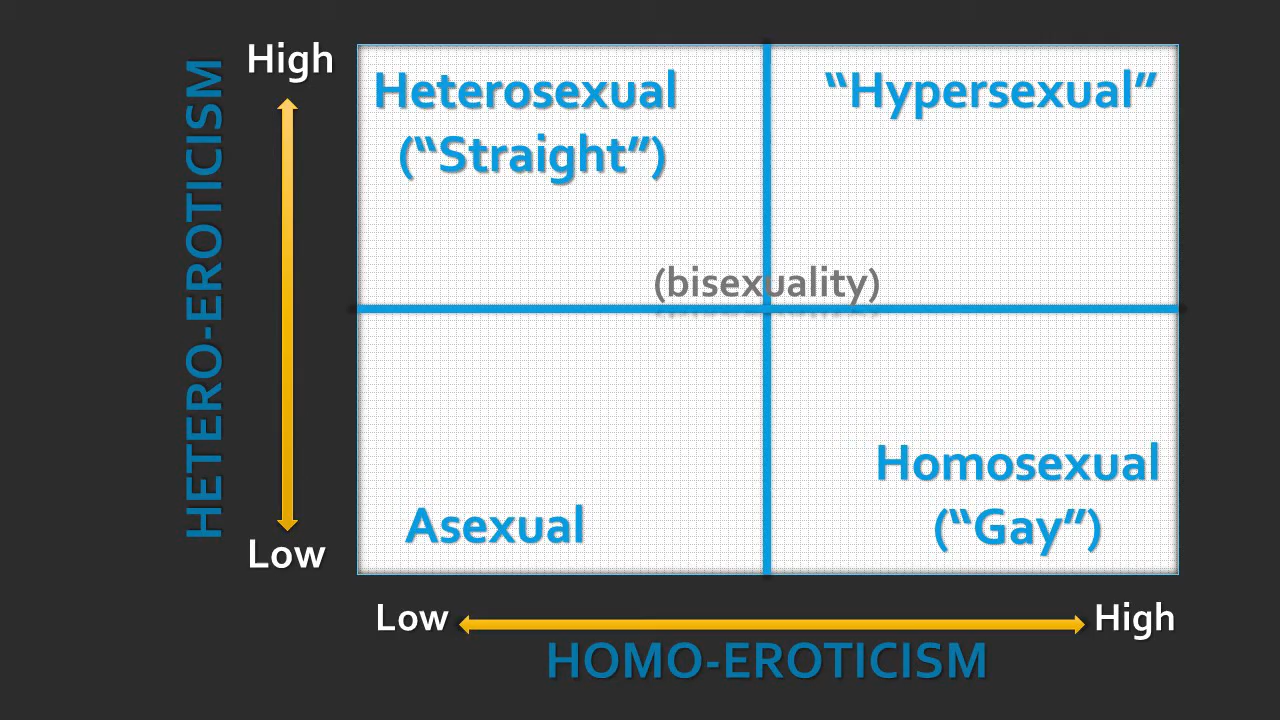 High
Heterosexual
(“Straight”)
“Hypersexual”
HETERO-EROTICISM
(bisexuality)
Homosexual
(“Gay”)
Asexual
Low
Low
High
HOMO-EROTICISM